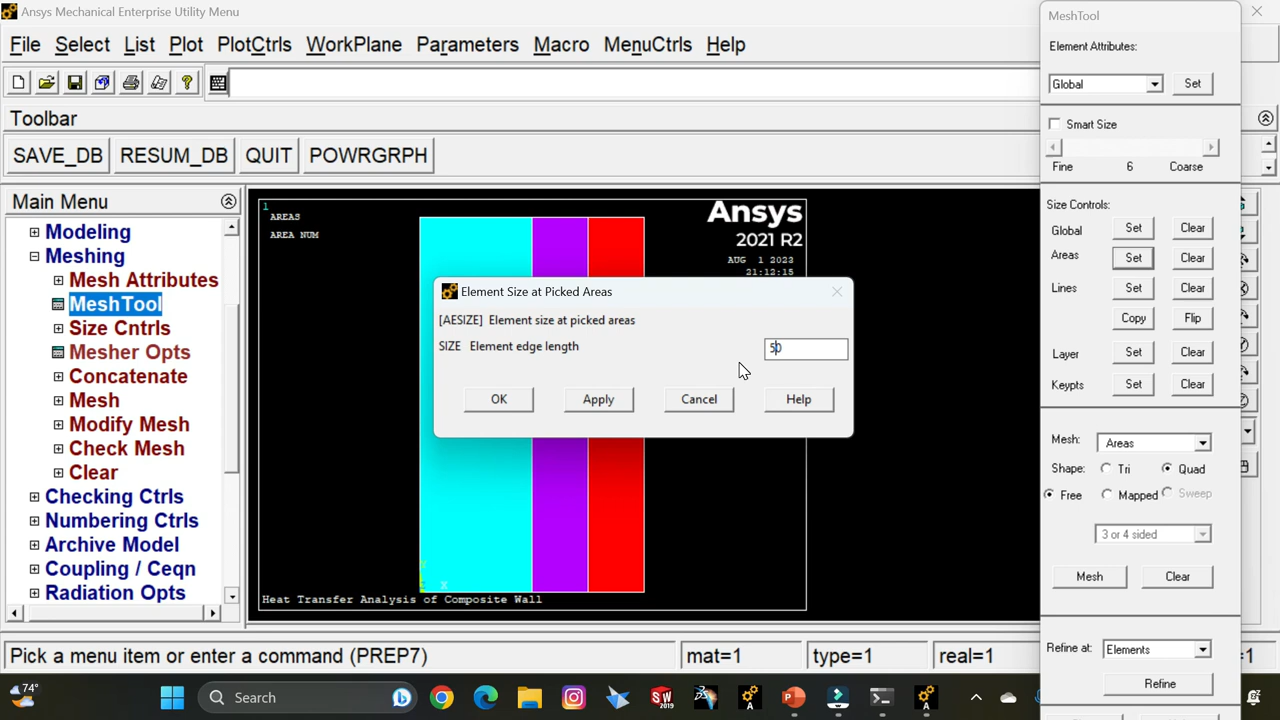 Ansys Mechanical Enterprise Utility Menu
File Select List Plot PlotCtrls WorkPlane Parameters Macro MenuCtrls Help
Toolbar
SAVE_DB RESUM_DB QUIT POWRGRPH
Main Menu
Modeling
Meshing
Mesh Attributes
MeshTool
Size Cntrls
Mesher Opts
Concatenate
Mesh
Modify Mesh
Check Mesh
Clear
Checking Ctrls
Numbering Ctrls
Archive Model
Coupling / Ceqn
Radiation Opts
1
AREAS
AREA NUM
Ansys
2021 R2
AUG 1 2023
21:12:15
Heat Transfer Analysis of Composite Wall
Element Size at Picked Areas
[AESIZE] Element size at picked areas
SIZE Element edge length 50
OK Apply Cancel Help
MeshTool
Element Attributes:
Global Set
Smart Size
Fine 6 Coarse
Size Controls:
Global Set Clear
Areas Set Clear
Lines Set Clear
Copy Flip
Layer Set Clear
Keypts Set Clear
Mesh: Areas
Shape: Tri Quad
Free Mapped Sweep
3 or 4 sided
Mesh Clear
Refine at: Elements
Refine
Pick a menu item or enter a command (PREP7) mat=1 type=1 real=1 =1
74°
Search
SW
2019
A
A